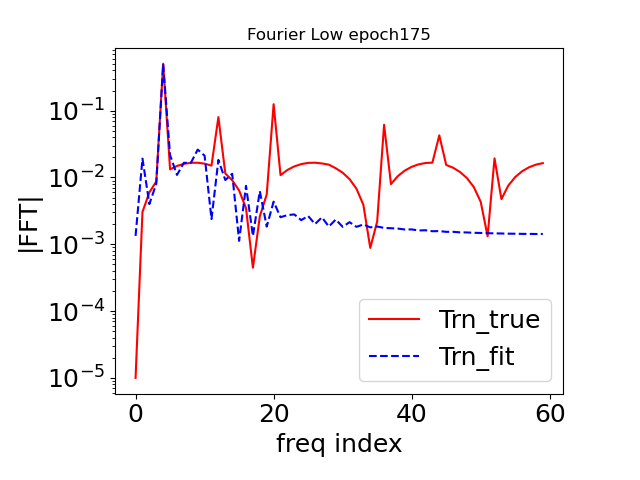 Fourier Low epoch175
|FFT|
10⁻¹
10⁻²
10⁻³
10⁻⁴
10⁻⁵
Trn_true
Trn_fit
0 20 40 60
freq index